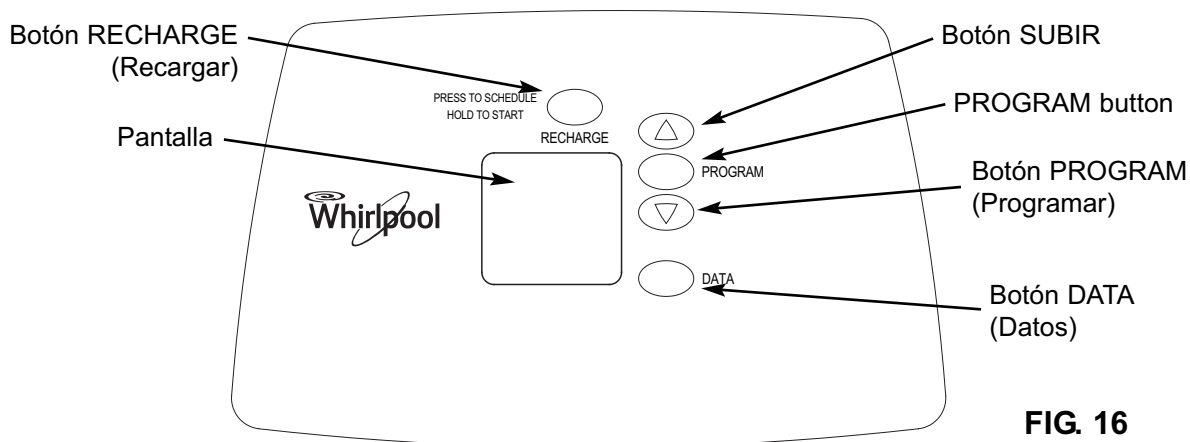 Botón RECHARGE
(Recargar)
Botón SUBIR
PRESS TO SCHEDULE
HOLD TO START
RECHARGE
PROGRAM button
Pantalla
PROGRAM
Botón PROGRAM
(Programar)
Whirlpool
DATA
Botón DATA
(Datos)
FIG. 16